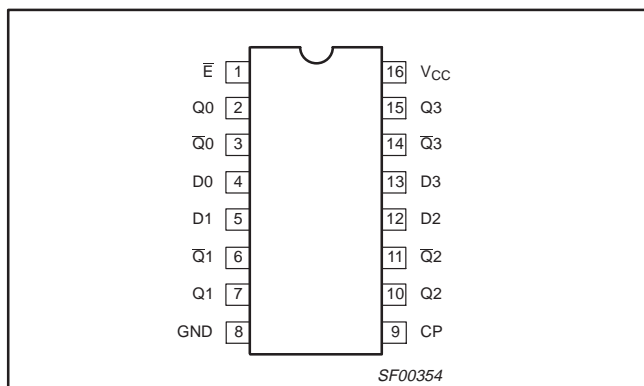 E̅ 1 16 VCC
Q0 2 15 Q3
Q̅0 3 14 Q̅3
D0 4 13 D3
D1 5 12 D2
Q̅1 6 11 Q̅2
Q1 7 10 Q2
GND 8 9 CP
SF00354